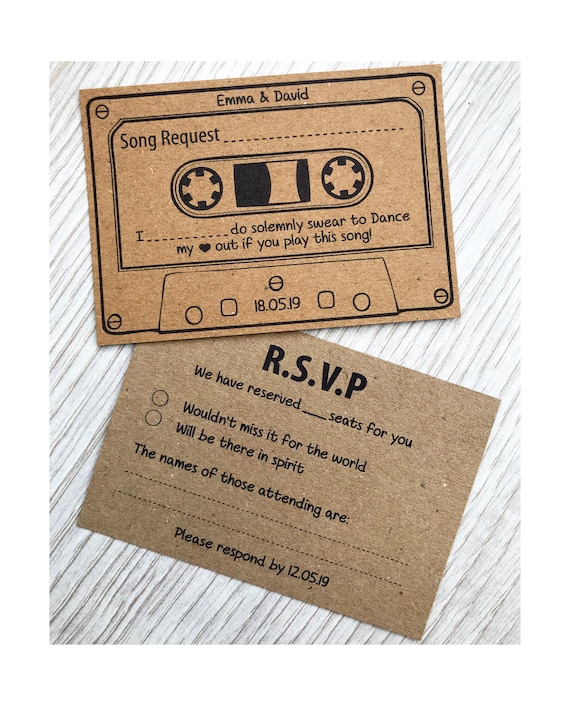 Emma & David
Song Request
I do solemnly swear to Dance
my ♥ out if you play this song!
18.05.19
R.S.V.P
We have reserved ___ seats for you
Wouldn't miss it for the world
Will be there in spirit
The names of those attending are:
Please respond by 12.05.19